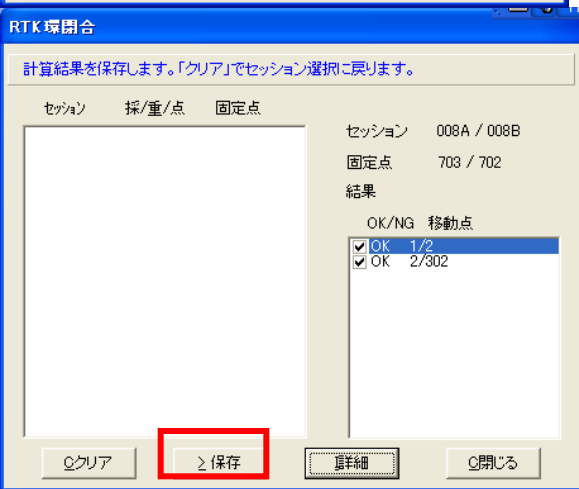 RTK環閉合
計算結果を保存します。「クリア」でセッション選択に戻ります。
セッション 採/重/点 固定点
セッション 008A / 008B
固定点 703 / 702
結果
OK/NG 移動点
OK 1/2
OK 2/302
Cクリア
>保存
詳細
C閉じる